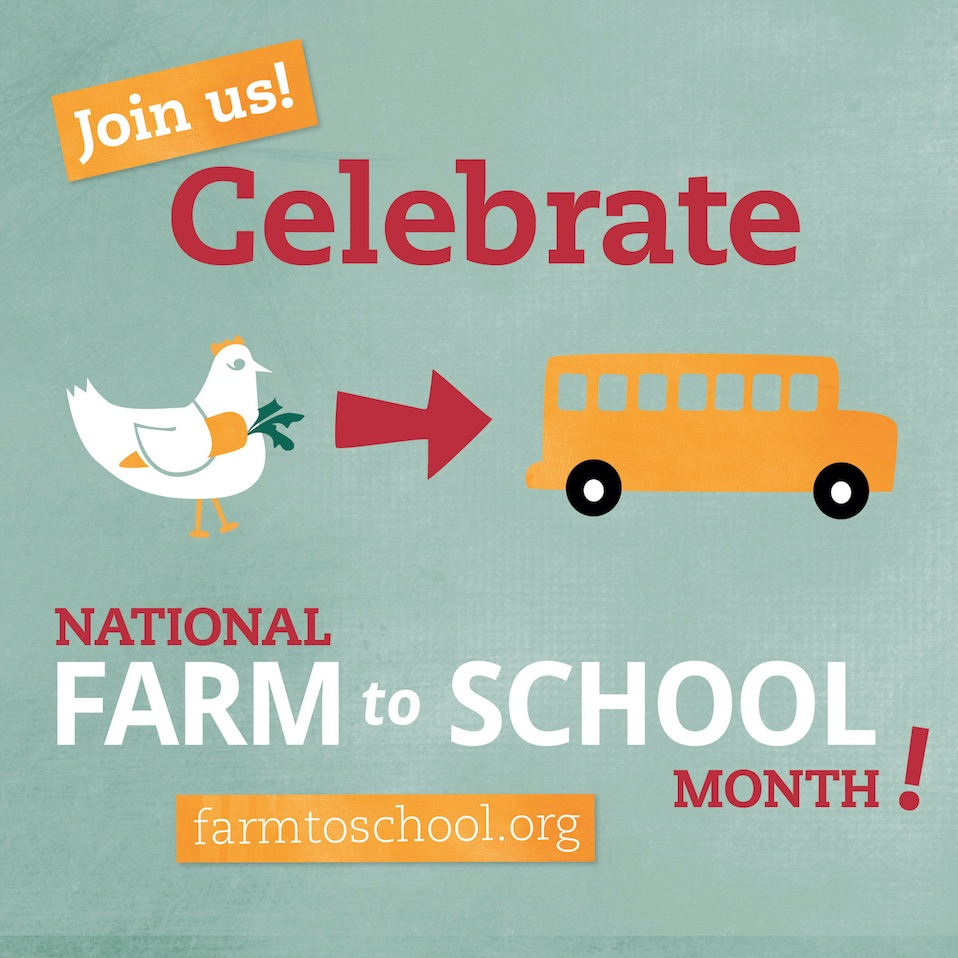 Join us!
Celebrate
NATIONAL
FARM to SCHOOL
MONTH!
farmtoschool.org